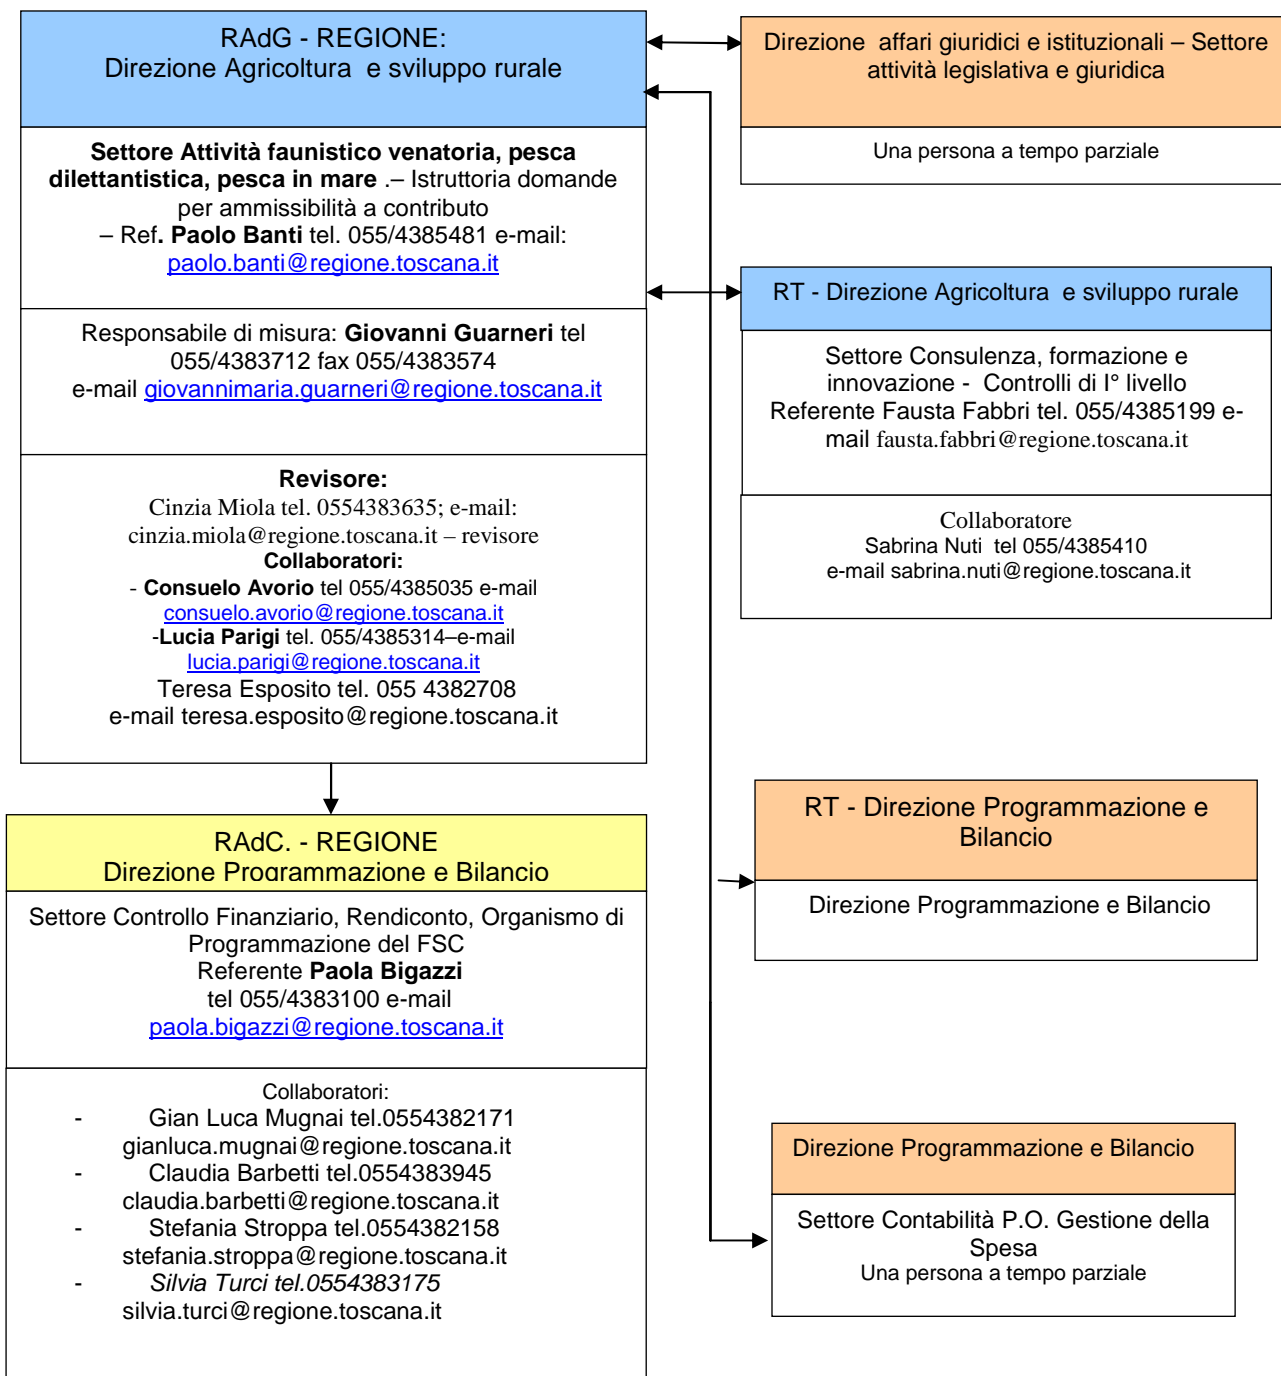 RAdG - REGIONE:
Direzione Agricoltura e sviluppo rurale
Settore Attività faunistico venatoria, pesca
dilettantistica, pesca in mare .– Istruttoria domande
per ammissibilità a contributo
– Ref. Paolo Banti tel. 055/4385481 e-mail:
paolo.banti@regione.toscana.it
Responsabile di misura: Giovanni Guarneri tel
055/4383712 fax 055/4383574
e-mail giovannimaria.guarneri@regione.toscana.it
Revisore:
Cinzia Miola tel. 0554383635; e-mail:
cinzia.miola@regione.toscana.it – revisore
Collaboratori:
- Consuelo Avorio tel 055/4385035 e-mail
consuelo.avorio@regione.toscana.it
-Lucia Parigi tel. 055/4385314–e-mail
lucia.parigi@regione.toscana.it
Teresa Esposito tel. 055 4382708
e-mail teresa.esposito@regione.toscana.it
RAdC. - REGIONE
Direzione Programmazione e Bilancio
Settore Controllo Finanziario, Rendiconto, Organismo di
Programmazione del FSC
Referente Paola Bigazzi
tel 055/4383100 e-mail
paola.bigazzi@regione.toscana.it
Collaboratori:
- Gian Luca Mugnai tel.0554382171
gianluca.mugnai@regione.toscana.it
- Claudia Barbetti tel.0554383945
claudia.barbetti@regione.toscana.it
- Stefania Stroppa tel.0554382158
stefania.stroppa@regione.toscana.it
- Silvia Turci tel.0554383175
silvia.turci@regione.toscana.it
Direzione affari giuridici e istituzionali – Settore
attività legislativa e giuridica
Una persona a tempo parziale
RT - Direzione Agricoltura e sviluppo rurale
Settore Consulenza, formazione e
innovazione - Controlli di I° livello
Referente Fausta Fabbri tel. 055/4385199 e-
mail fausta.fabbri@regione.toscana.it
Collaboratore
Sabrina Nuti tel 055/4385410
e-mail sabrina.nuti@regione.toscana.it
RT - Direzione Programmazione e
Bilancio
Direzione Programmazione e Bilancio
Direzione Programmazione e Bilancio
Settore Contabilità P.O. Gestione della
Spesa
Una persona a tempo parziale